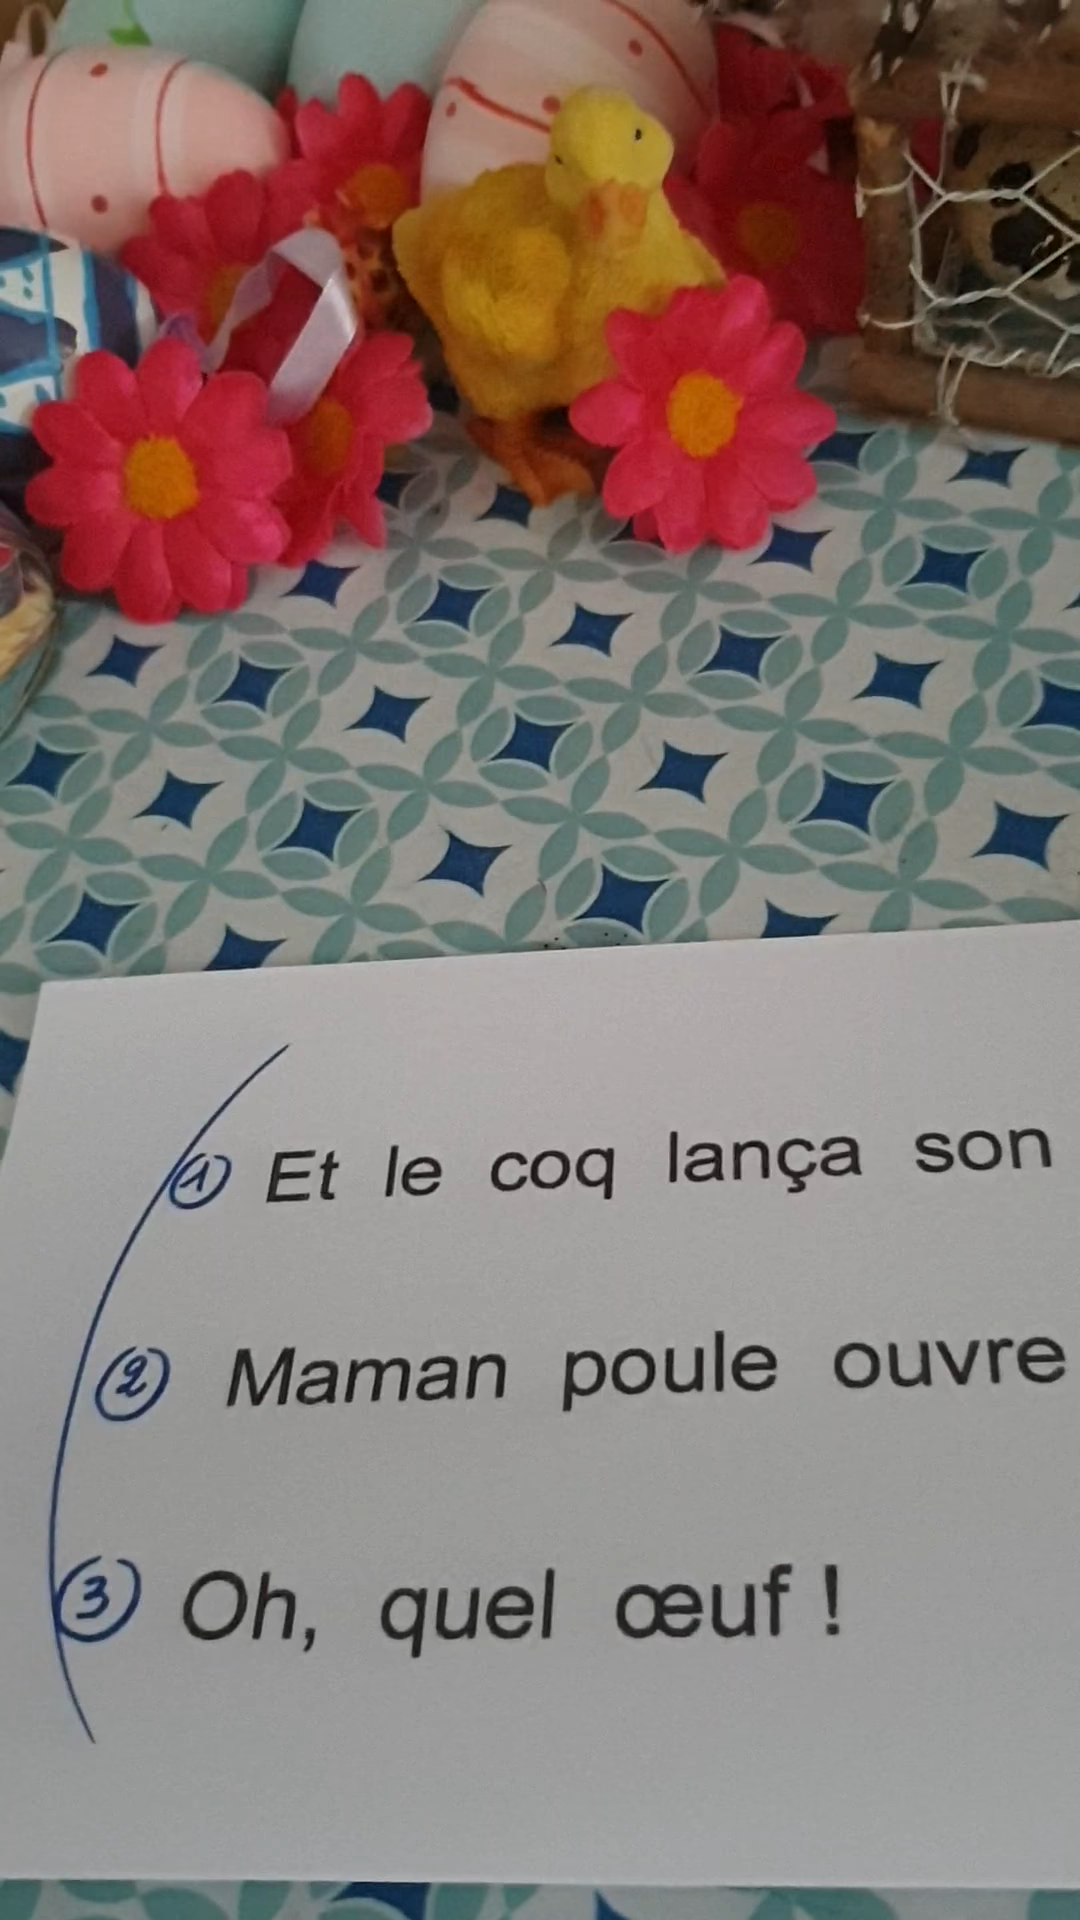 ① Et le coq lança son
② Maman poule ouvre
③ Oh, quel œuf !